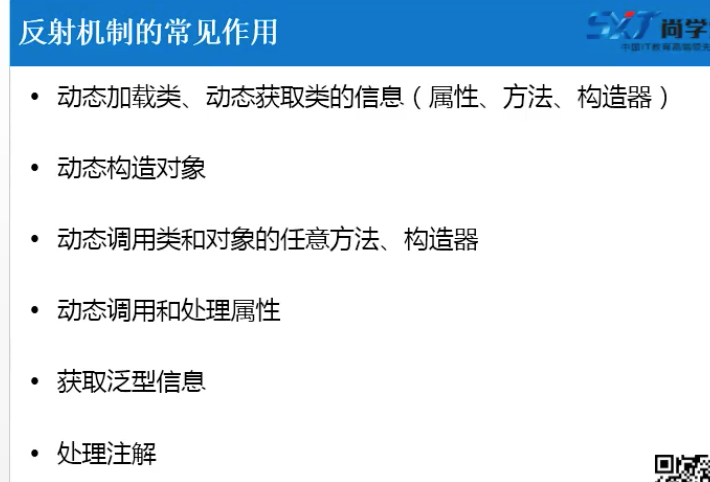 反射机制的常见作用
SXT 尚学
• 动态加载类、动态获取类的信息（属性、方法、构造器）
• 动态构造对象
• 动态调用类和对象的任意方法、构造器
• 动态调用和处理属性
• 获取泛型信息
• 处理注解